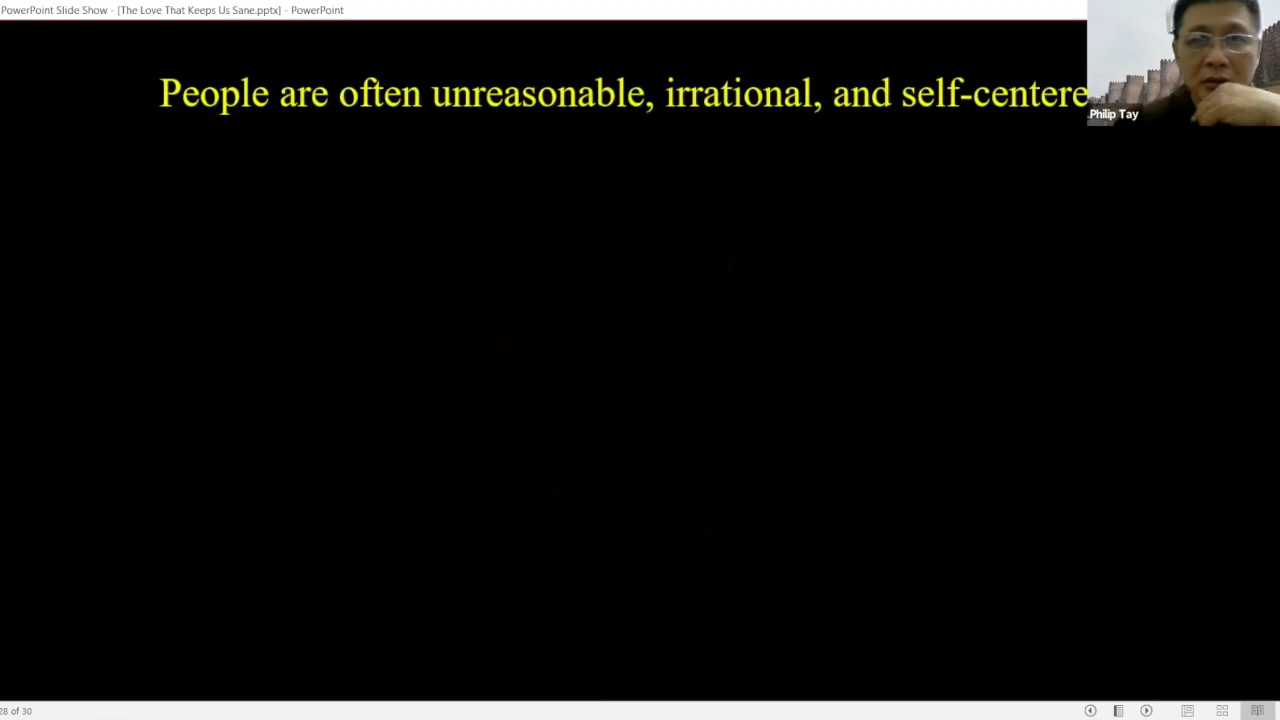 PowerPoint Slide Show - [The Love That Keeps Us Sane.pptx] - PowerPoint
People are often unreasonable, irrational, and self-centere
Philip Tay
28 of 30